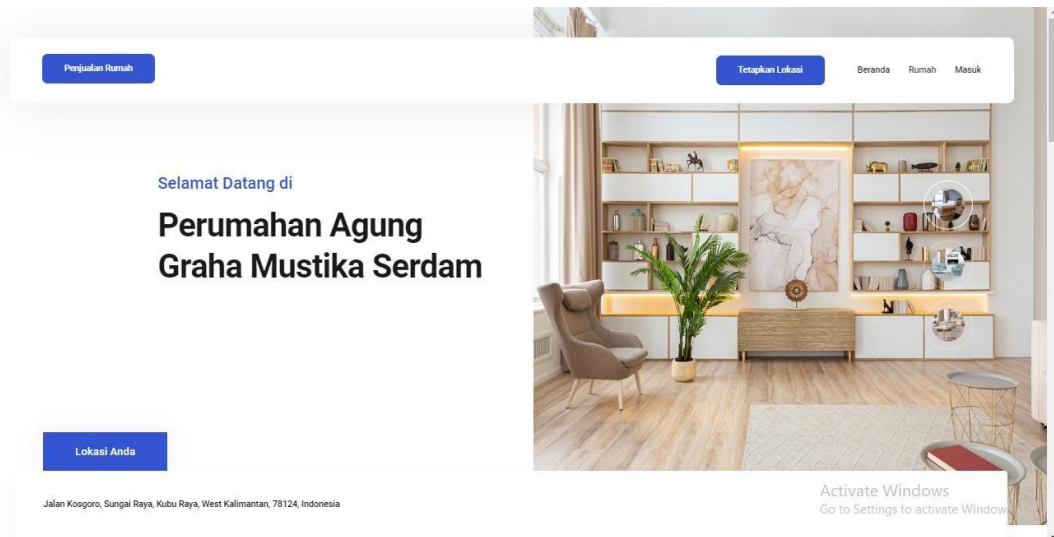 Penjualan Rumah
Tetapkan Lokasi
Beranda
Rumah
Masuk
Selamat Datang di
Perumahan Agung
Graha Mustika Serdam
Lokasi Anda
Jalan Kosgoro, Sungai Raya, Kubu Raya, West Kalimantan, 78124, Indonesia
Activate Windows
Go to Settings to activate Window